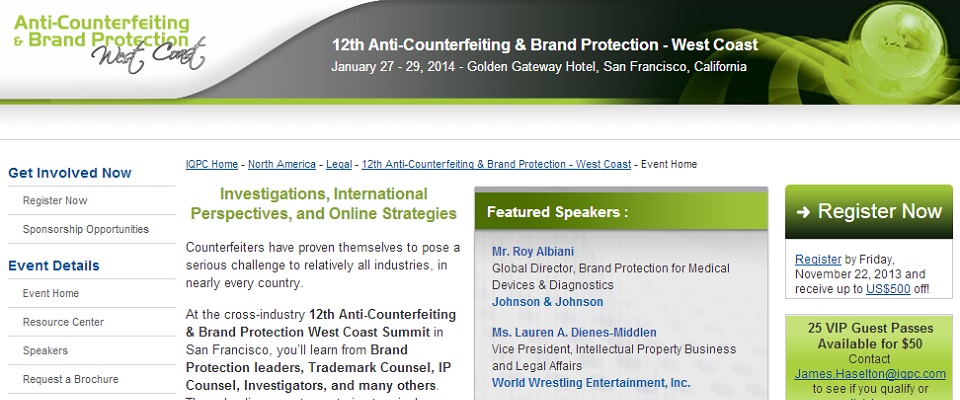 Anti-Counterfeiting
& Brand Protection
West Coast
12th Anti-Counterfeiting & Brand Protection - West Coast
January 27 - 29, 2014 - Golden Gateway Hotel, San Francisco, California
Get Involved Now
Register Now
Sponsorship Opportunities
Event Details
Event Home
Resource Center
Speakers
Request a Brochure
IQPC Home - North America - Legal - 12th Anti-Counterfeiting & Brand Protection - West Coast - Event Home
Investigations, International
Perspectives, and Online Strategies
Counterfeiters have proven themselves to pose a
serious challenge to relatively all industries, in
nearly every country.
At the cross-industry 12th Anti-Counterfeiting
& Brand Protection West Coast Summit in
San Francisco, you'll learn from Brand
Protection leaders, Trademark Counsel, IP
Counsel, Investigators, and many others.
Featured Speakers :
Mr. Roy Albiani
Global Director, Brand Protection for Medical
Devices & Diagnostics
Johnson & Johnson
Ms. Lauren A. Dienes-Middlen
Vice President, Intellectual Property Business
and Legal Affairs
World Wrestling Entertainment, Inc.
Register Now
Register by Friday,
November 22, 2013 and
receive up to US$500 off!
25 VIP Guest Passes
Available for $50
Contact
James.Haselton@iqpc.com
to see if you qualify or